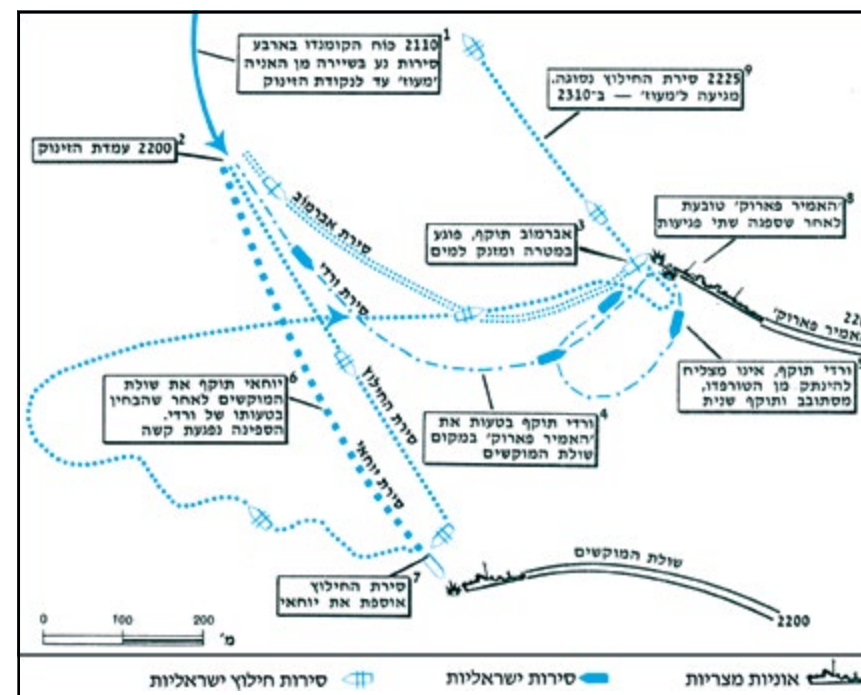 1
2110 כוח הקומנדו בארבע
סירות נע בשיירה מן האניה
'מעוז' עד לנקודת הזינוק
2
2200 עמדת הזינוק
9
2225 סירת החילוץ נסוגה.
מגיעה ל'מעוז' — ב־2310
8
'האמיר פארוק' טובעת
לאחר שספגה שתי פגיעות
3
אברמוב תוקף, פוגע
במטרה ומזנק למים
סירת אברמוב
סירת ורדי
סירת החילוץ
סירת יוחאי
אמיר פארוק'
ורדי תוקף, אינו מצליח
להינתק מן הטורפדו,
מסתובב ותוקף שנית
4
ורדי תוקף בטעות את
'האמיר פארוק' במקום
שולת המוקשים
6
יוחאי תוקף את שולת
המוקשים לאחר שהבחין
בטעותו של ורדי.
הספינה נפגעת קשה
7
סירת החילוץ
אוספת את יוחאי
שולת המוקשים
2200
0 100 200
מ'
אוניות מצריות
סירות ישראליות
סירות חילוץ ישראליות